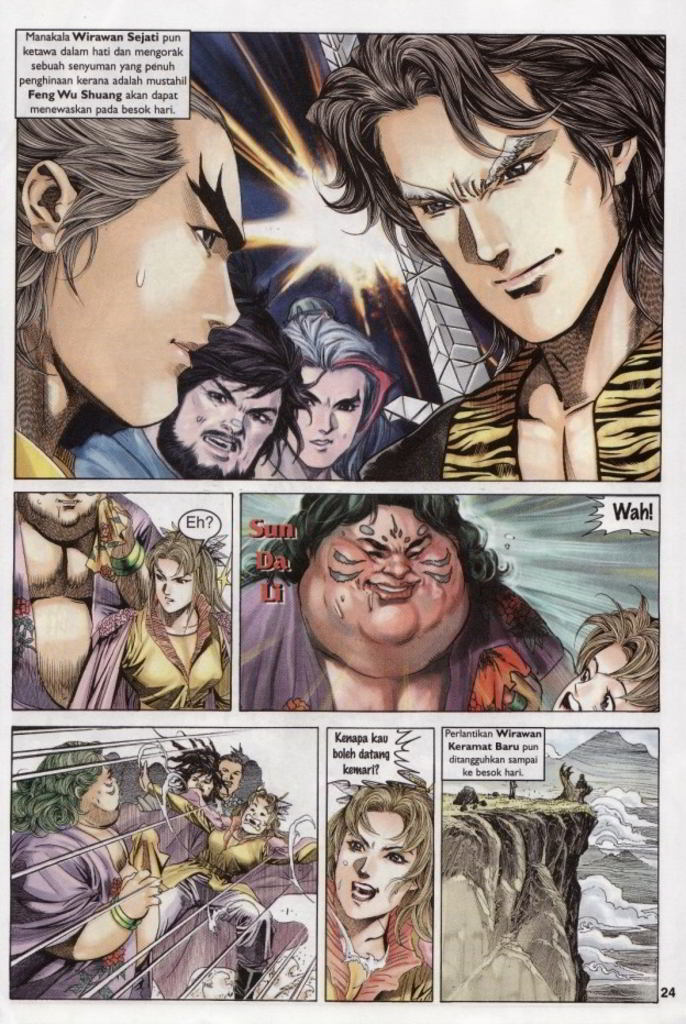 Manakala Wirawan Sejati pun
ketawa dalam hati dan mengorak
sebuah senyuman yang penuh
penghinaan kerana adalah mustahil
Feng Wu Shuang akan dapat
menewaskan pada besok hari.
Eh?
Sun
Da
Li
Wah!
Kenapa kau
boleh datang
kemari?
Perlantikan Wirawan
Keramat Baru pun
ditangguhkan sampai
ke besok hari.
24